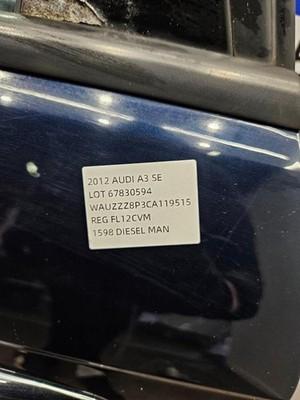 2012 AUDI A3 SE
LOT 67830594
WAUZZZ8P3CA119515
REG FL12CVM
1598 DIESEL MAN